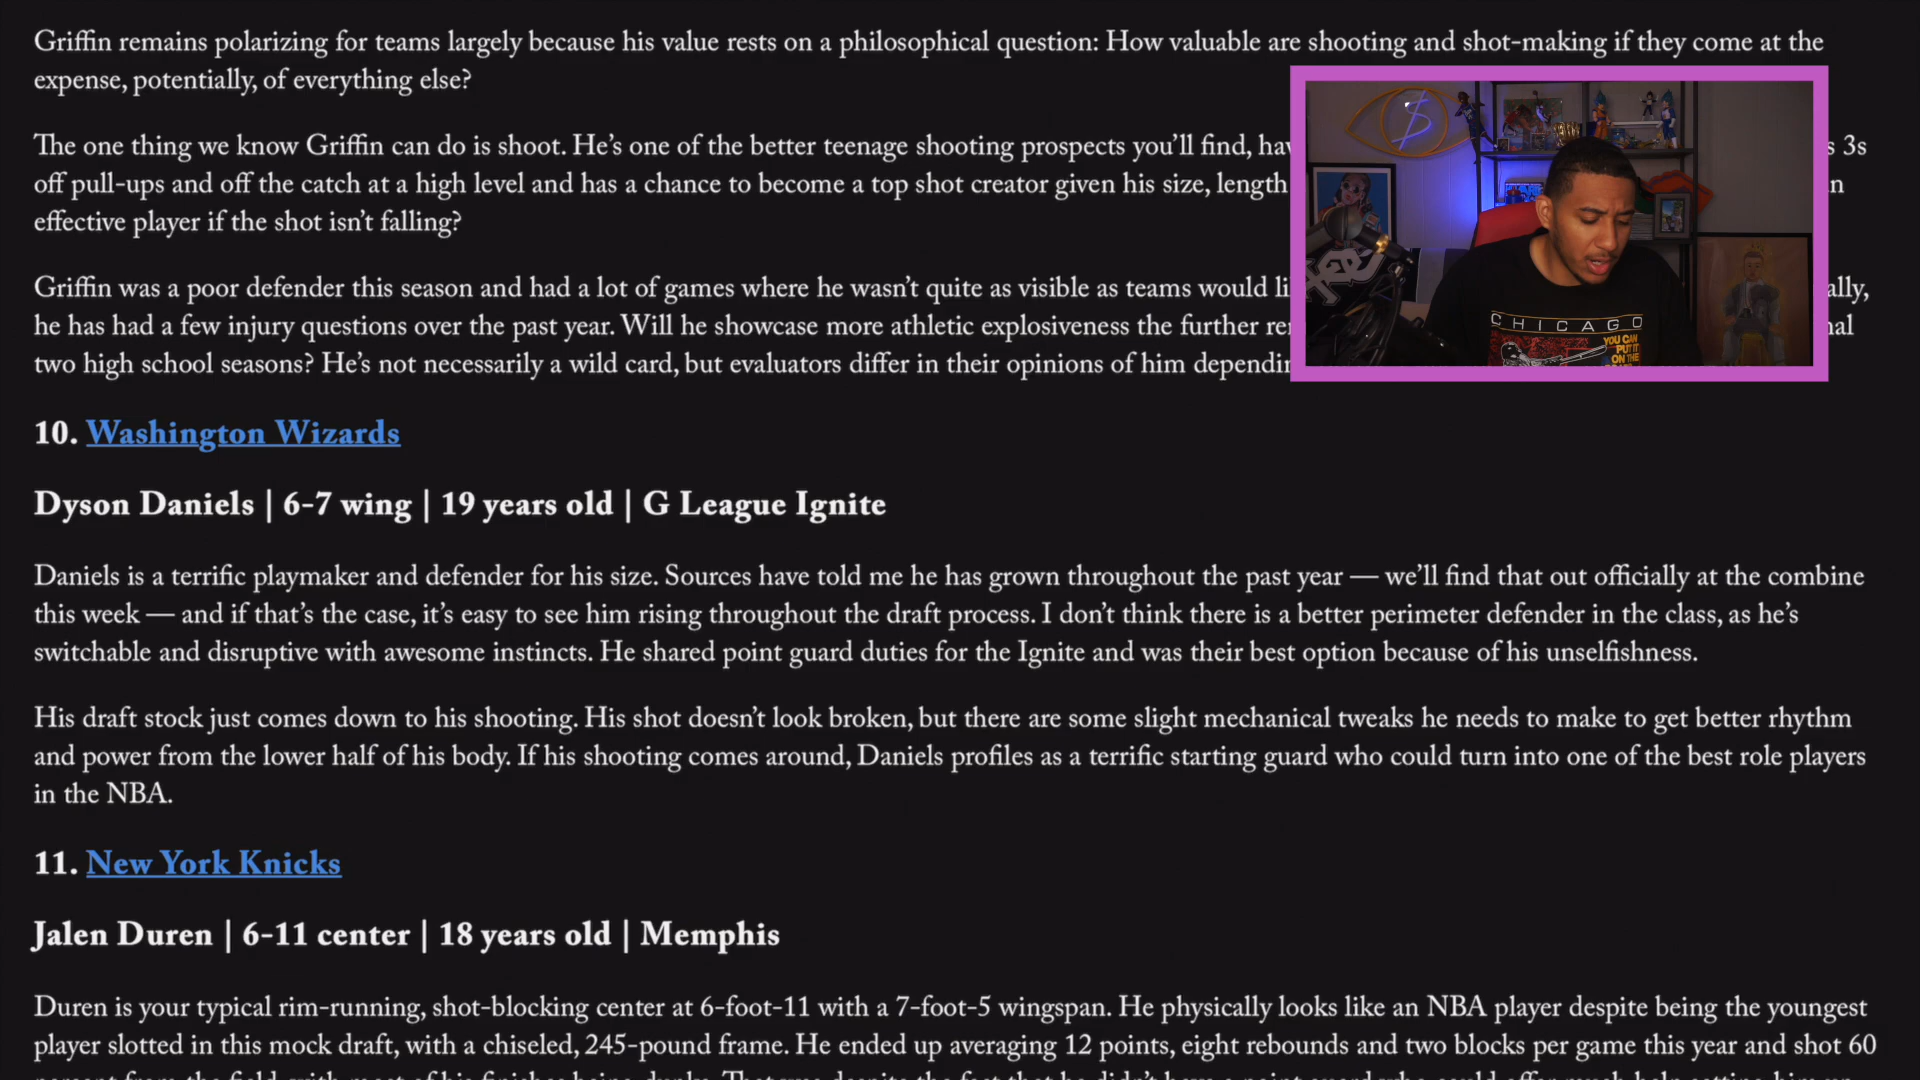 Griffin remains polarizing for teams largely because his value rests on a philosophical question: How valuable are shooting and shot-making if they come at the
expense, potentially, of everything else?
The one thing we know Griffin can do is shoot. He’s one of the better teenage shooting prospects you’ll find, s 3s
off pull-ups and off the catch at a high level and has a chance to become a top shot creator given his size, length
effective player if the shot isn’t falling?
Griffin was a poor defender this season and had a lot of games where he wasn’t quite as visible as teams would
he has had a few injury questions over the past year. Will he showcase more athletic explosiveness the further
two high school seasons? He’s not necessarily a wild card, but evaluators differ in their opinions of him
CHICAGO
YOU CAN
PUT IT
ON THE
10. Washington Wizards
Dyson Daniels | 6-7 wing | 19 years old | G League Ignite
Daniels is a terrific playmaker and defender for his size. Sources have told me he has grown throughout the past year — we’ll find that out officially at the combine
this week — and if that’s the case, it’s easy to see him rising throughout the draft process. I don’t think there is a better perimeter defender in the class, as he’s
switchable and disruptive with awesome instincts. He shared point guard duties for the Ignite and was their best option because of his unselfishness.
His draft stock just comes down to his shooting. His shot doesn’t look broken, but there are some slight mechanical tweaks he needs to make to get better rhythm
and power from the lower half of his body. If his shooting comes around, Daniels profiles as a terrific starting guard who could turn into one of the best role players
in the NBA.
11. New York Knicks
Jalen Duren | 6-11 center | 18 years old | Memphis
Duren is your typical rim-running, shot-blocking center at 6-foot-11 with a 7-foot-5 wingspan. He physically looks like an NBA player despite being the youngest
player slotted in this mock draft, with a chiseled, 245-pound frame. He ended up averaging 12 points, eight rebounds and two blocks per game this year and shot 60